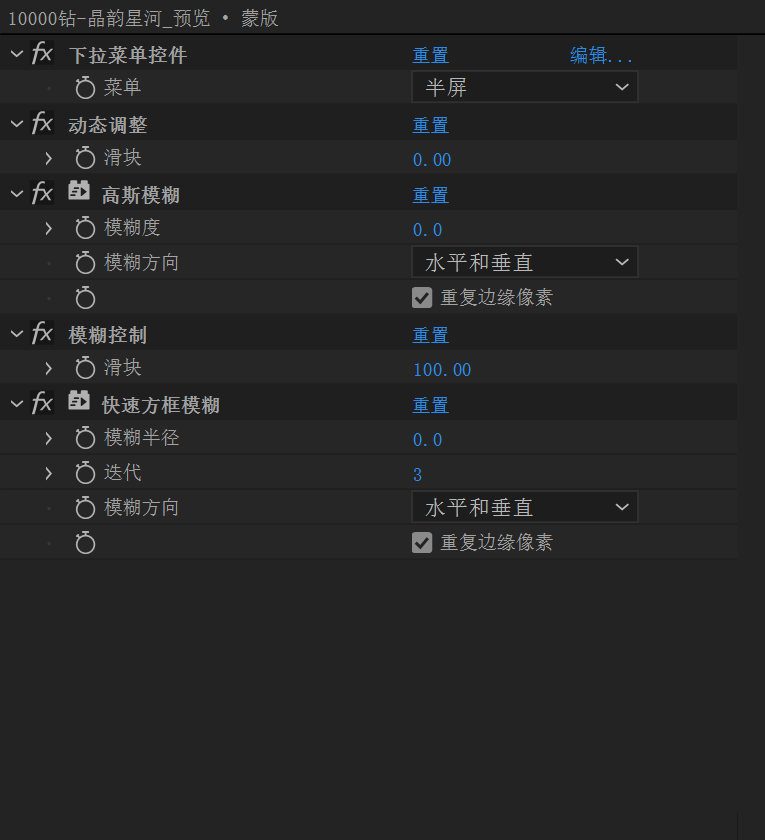 10000钻-晶韵星河_预览 • 蒙版
fx 下拉菜单控件 重置 编辑...
菜单 半屏
fx 动态调整 重置
滑块 0.00
fx 高斯模糊 重置
模糊度 0.0
模糊方向 水平和垂直
重复边缘像素
fx 模糊控制 重置
滑块 100.00
fx 快速方框模糊 重置
模糊半径 0.0
迭代 3
模糊方向 水平和垂直
重复边缘像素